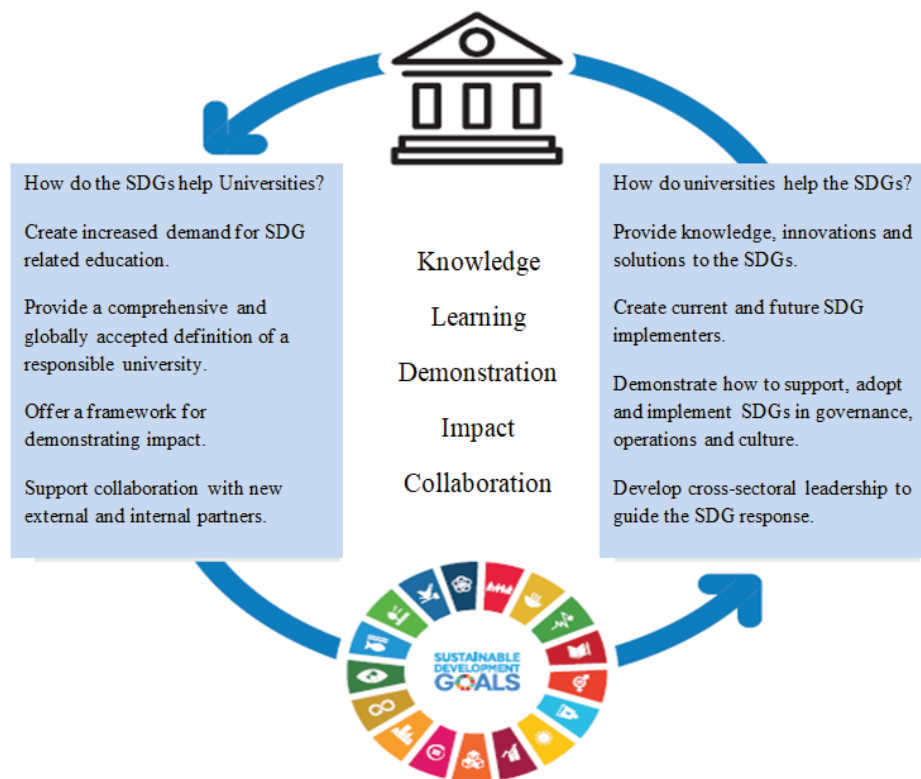 How do the SDGs help Universities?
Create increased demand for SDG
related education.
Provide a comprehensive and
globally accepted definition of a
responsible university.
Offer a framework for
demonstrating impact.
Support collaboration with new
external and internal partners.
Knowledge
Learning
Demonstration
Impact
Collaboration
How do universities help the SDGs?
Provide knowledge, innovations and
solutions to the SDGs.
Create current and future SDG
implementers.
Demonstrate how to support, adopt
and implement SDGs in governance,
operations and culture.
Develop cross-sectoral leadership to
guide the SDG response.
SUSTAINABLE
DEVELOPMENT
GOALS